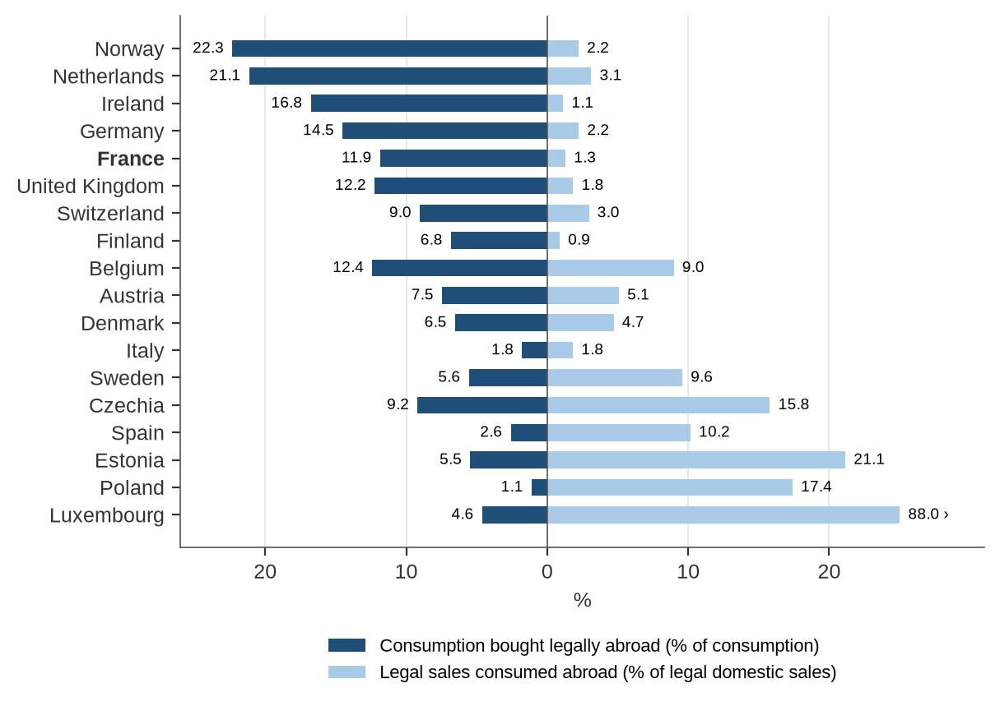 Norway 22.3 2.2
Netherlands 21.1 3.1
Ireland 16.8 1.1
Germany 14.5 2.2
France 11.9 1.3
United Kingdom 12.2 1.8
Switzerland 9.0 3.0
Finland 6.8 0.9
Belgium 12.4 9.0
Austria 7.5 5.1
Denmark 6.5 4.7
Italy 1.8 1.8
Sweden 5.6 9.6
Czechia 9.2 15.8
Spain 2.6 10.2
Estonia 5.5 21.1
Poland 1.1 17.4
Luxembourg 4.6 88.0 ›
20 10 0 10 20
%
Consumption bought legally abroad (% of consumption)
Legal sales consumed abroad (% of legal domestic sales)